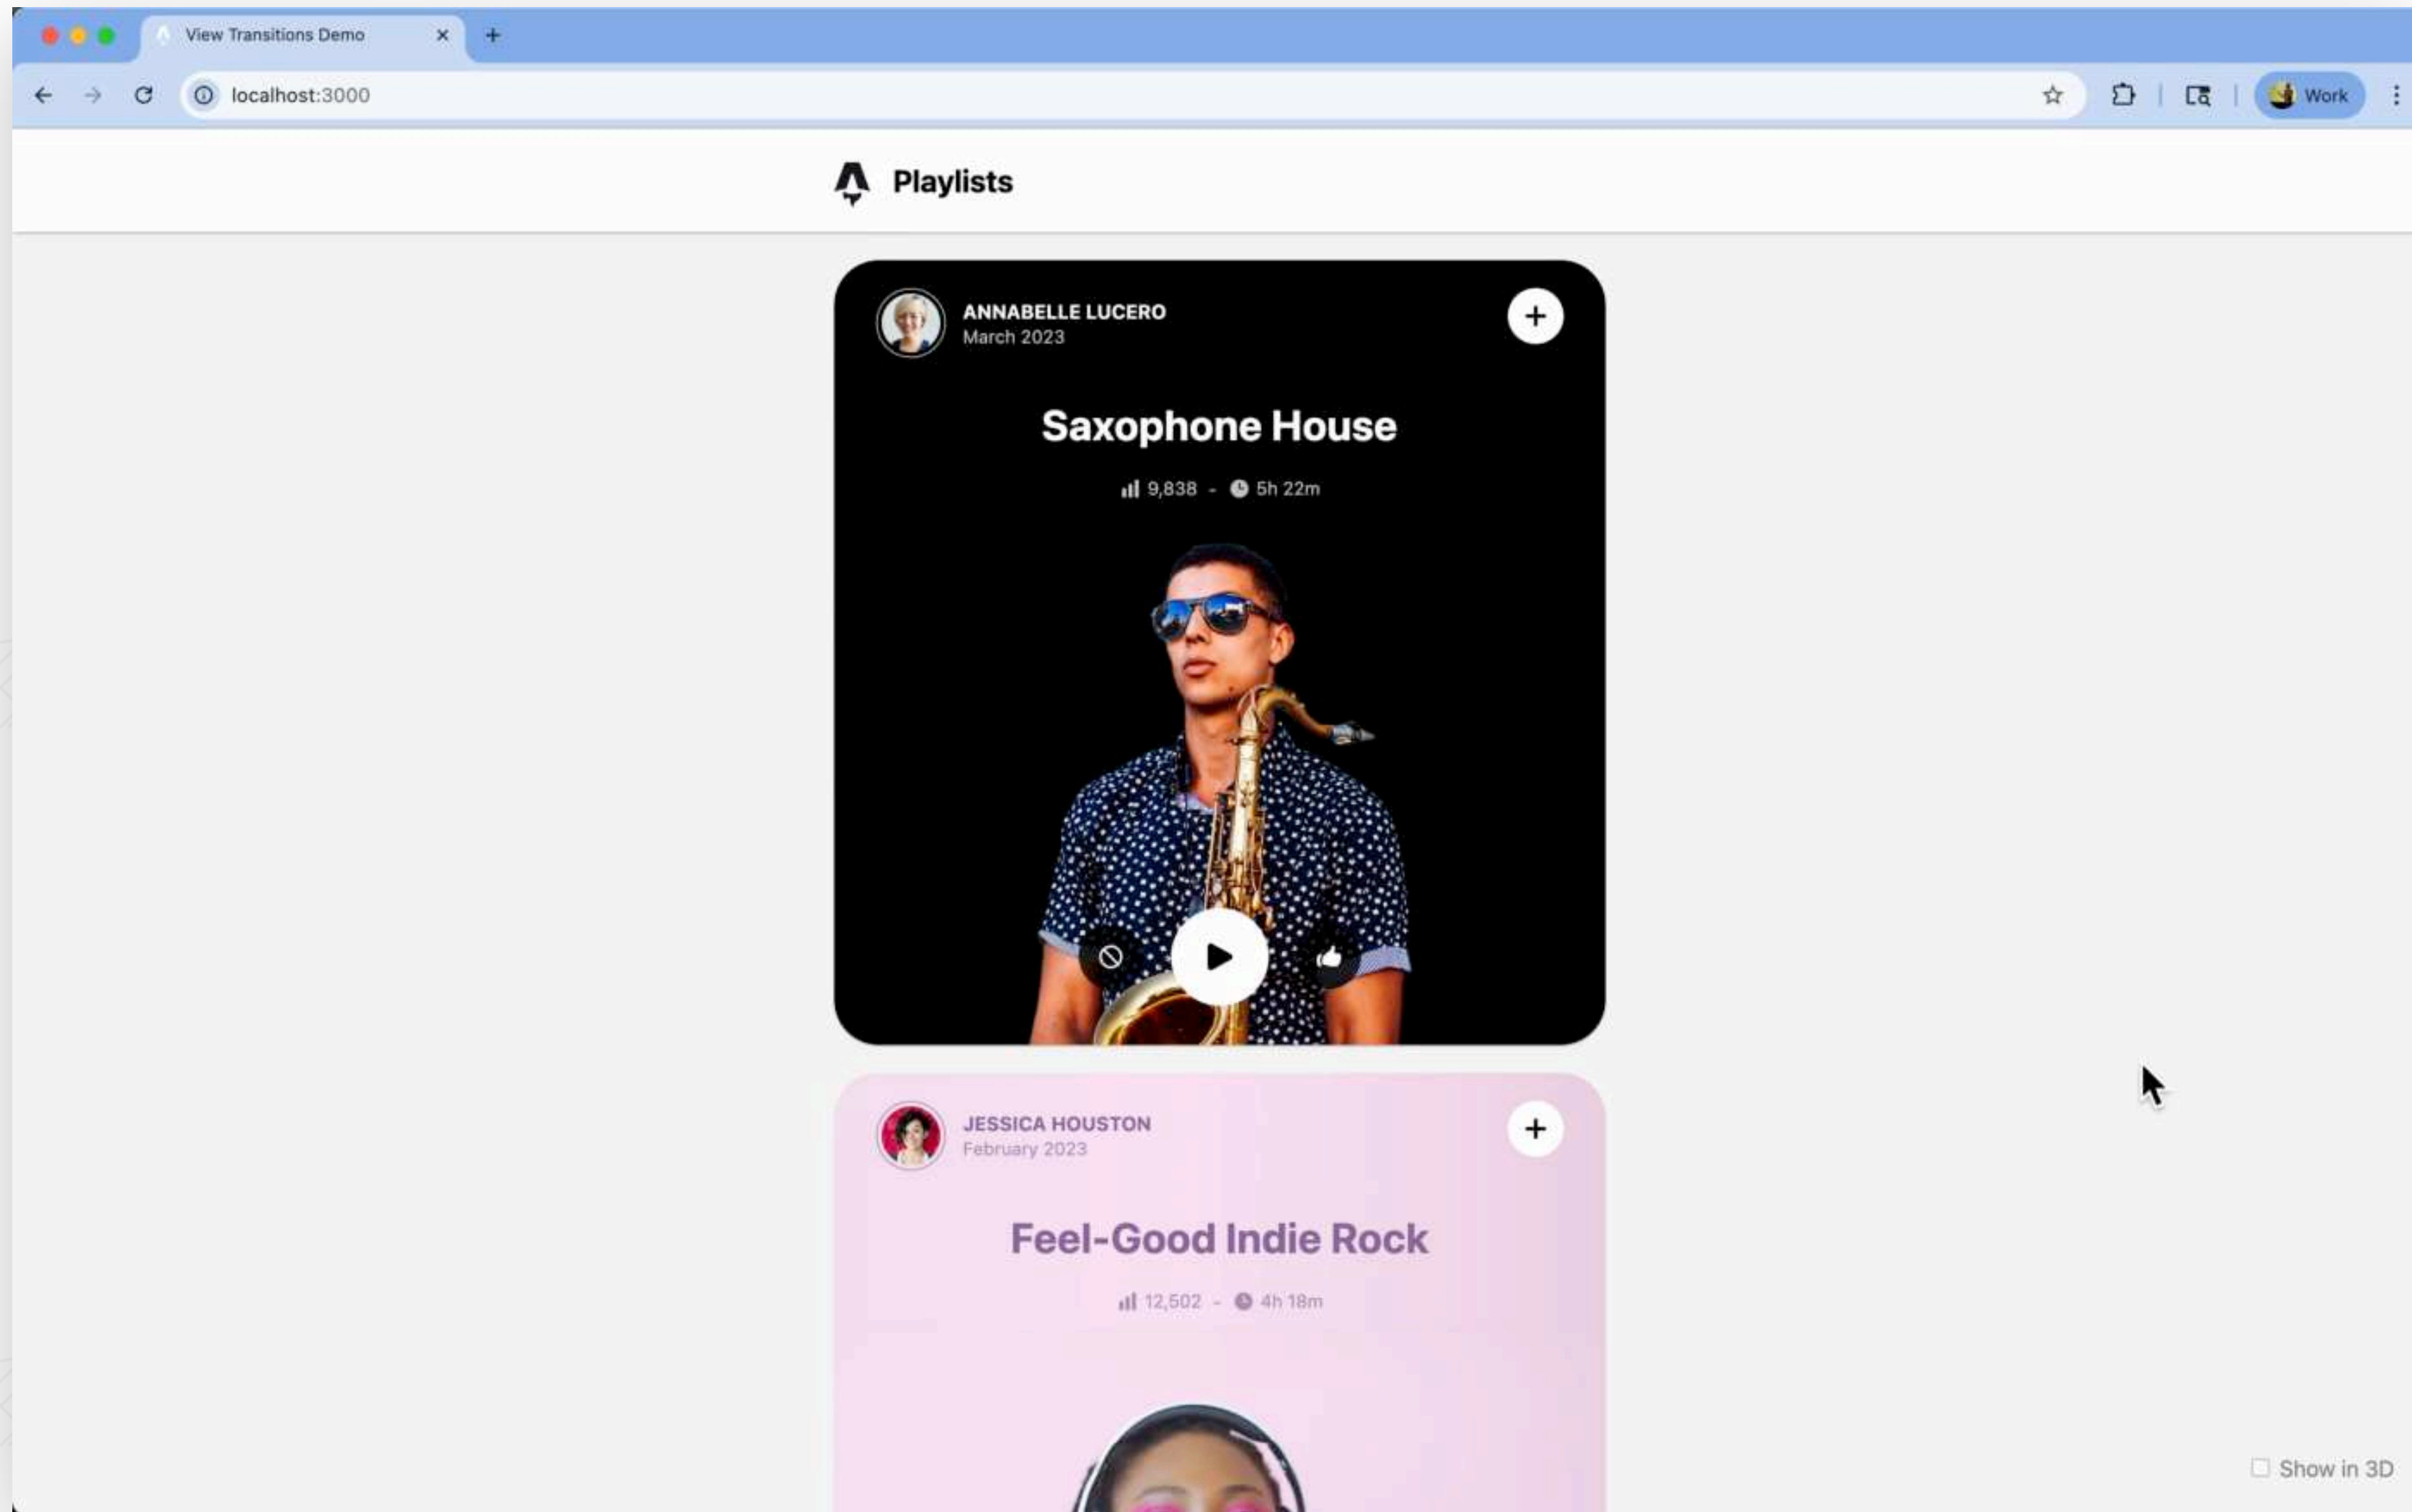 View Transitions Demo
localhost:3000
Work
Playlists
ANNABELLE LUCERO
March 2023
Saxophone House
9,838 - 5h 22m
JESSICA HOUSTON
February 2023
Feel-Good Indie Rock
12,502 - 4h 18m
Show in 3D